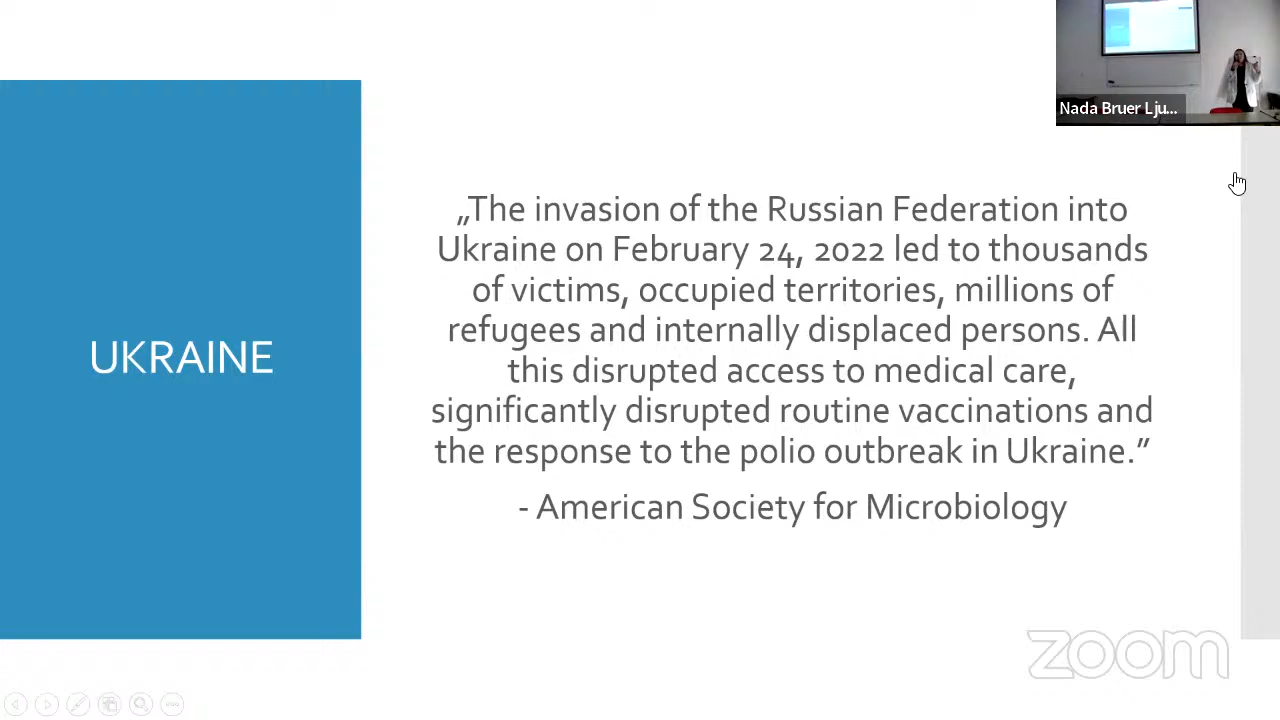 Nada Bruer Lju...
UKRAINE
„The invasion of the Russian Federation into
Ukraine on February 24, 2022 led to thousands
of victims, occupied territories, millions of
refugees and internally displaced persons. All
this disrupted access to medical care,
significantly disrupted routine vaccinations and
the response to the polio outbreak in Ukraine.”
- American Society for Microbiology
zoom